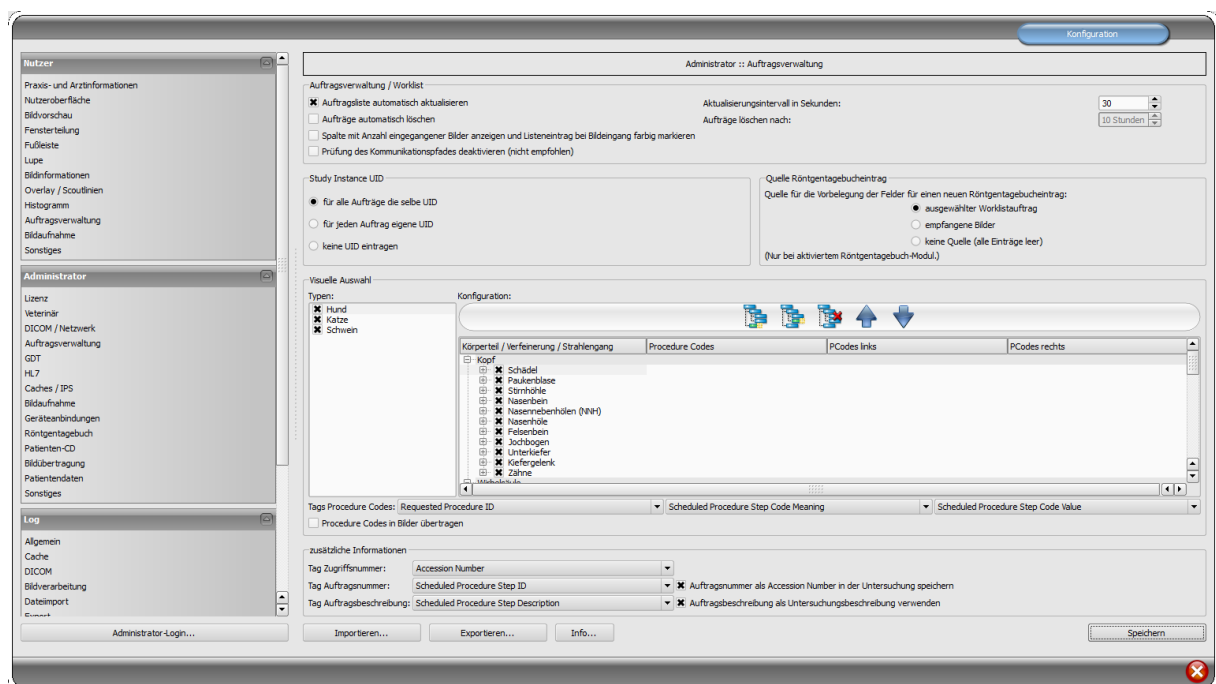 Konfiguration
Nutzer
Praxis- und Arztinformationen
Nutzeroberfläche
Bildvorschau
Fensterteilung
Fußleiste
Lupe
Bildinformationen
Overlay / Scoutlinien
Histogramm
Auftragsverwaltung
Bildaufnahme
Sonstiges
Administrator
Lizenz
Veterinär
DICOM / Netzwerk
Auftragsverwaltung
GDT
HL7
Caches / IPS
Bildaufnahme
Geräteanbindungen
Röntgentagebuch
Patienten-CD
Bildübertragung
Patientendaten
Sonstiges
Log
Allgemein
Cache
DICOM
Bildverarbeitung
Dateiimport
Export
Administrator-Login...
Administrator :: Auftragsverwaltung
Auftragsverwaltung / Worklist
Auftragsliste automatisch aktualisieren
Aktualisierungsintervall in Sekunden:
30
Aufträge automatisch löschen
Aufträge löschen nach:
10 Stunden
Spalte mit Anzahl eingegangener Bilder anzeigen und Listeneintrag bei Bildeingang farbig markieren
Prüfung des Kommunikationspfades deaktivieren (nicht empfohlen)
Study Instance UID
für alle Aufträge die selbe UID
für jeden Auftrag eigene UID
keine UID eintragen
Quelle Röntgentagebucheintrag
Quelle für die Vorbelegung der Felder für einen neuen Röntgentagebucheintrag:
ausgewählter Worklistauftrag
empfangene Bilder
keine Quelle (alle Einträge leer)
(Nur bei aktiviertem Röntgentagebuch-Modul.)
Visuelle Auswahl
Typen:
Hund
Katze
Schwein
Konfiguration:
Körperteil / Verfeinerung / Strahlengang
Procedure Codes
PCodes links
PCodes rechts
Kopf
Schädel
Paukenblase
Stirnhöhle
Nasenbein
Nasennebenhölen (NNH)
Nasenhöle
Felsenbein
Jochbogen
Unterkiefer
Kiefergelenk
Zähne
Wirbelsäule
Tags Procedure Codes:
Requested Procedure ID
Scheduled Procedure Step Code Meaning
Scheduled Procedure Step Code Value
Procedure Codes in Bilder übertragen
zusätzliche Informationen
Tag Zugriffsnummer:
Accession Number
Tag Auftragsnummer:
Scheduled Procedure Step ID
Auftragsnummer als Accession Number in der Untersuchung speichern
Tag Auftragsbeschreibung:
Scheduled Procedure Step Description
Auftragsbeschreibung als Untersuchungsbeschreibung verwenden
Importieren...
Exportieren...
Info...
Speichern